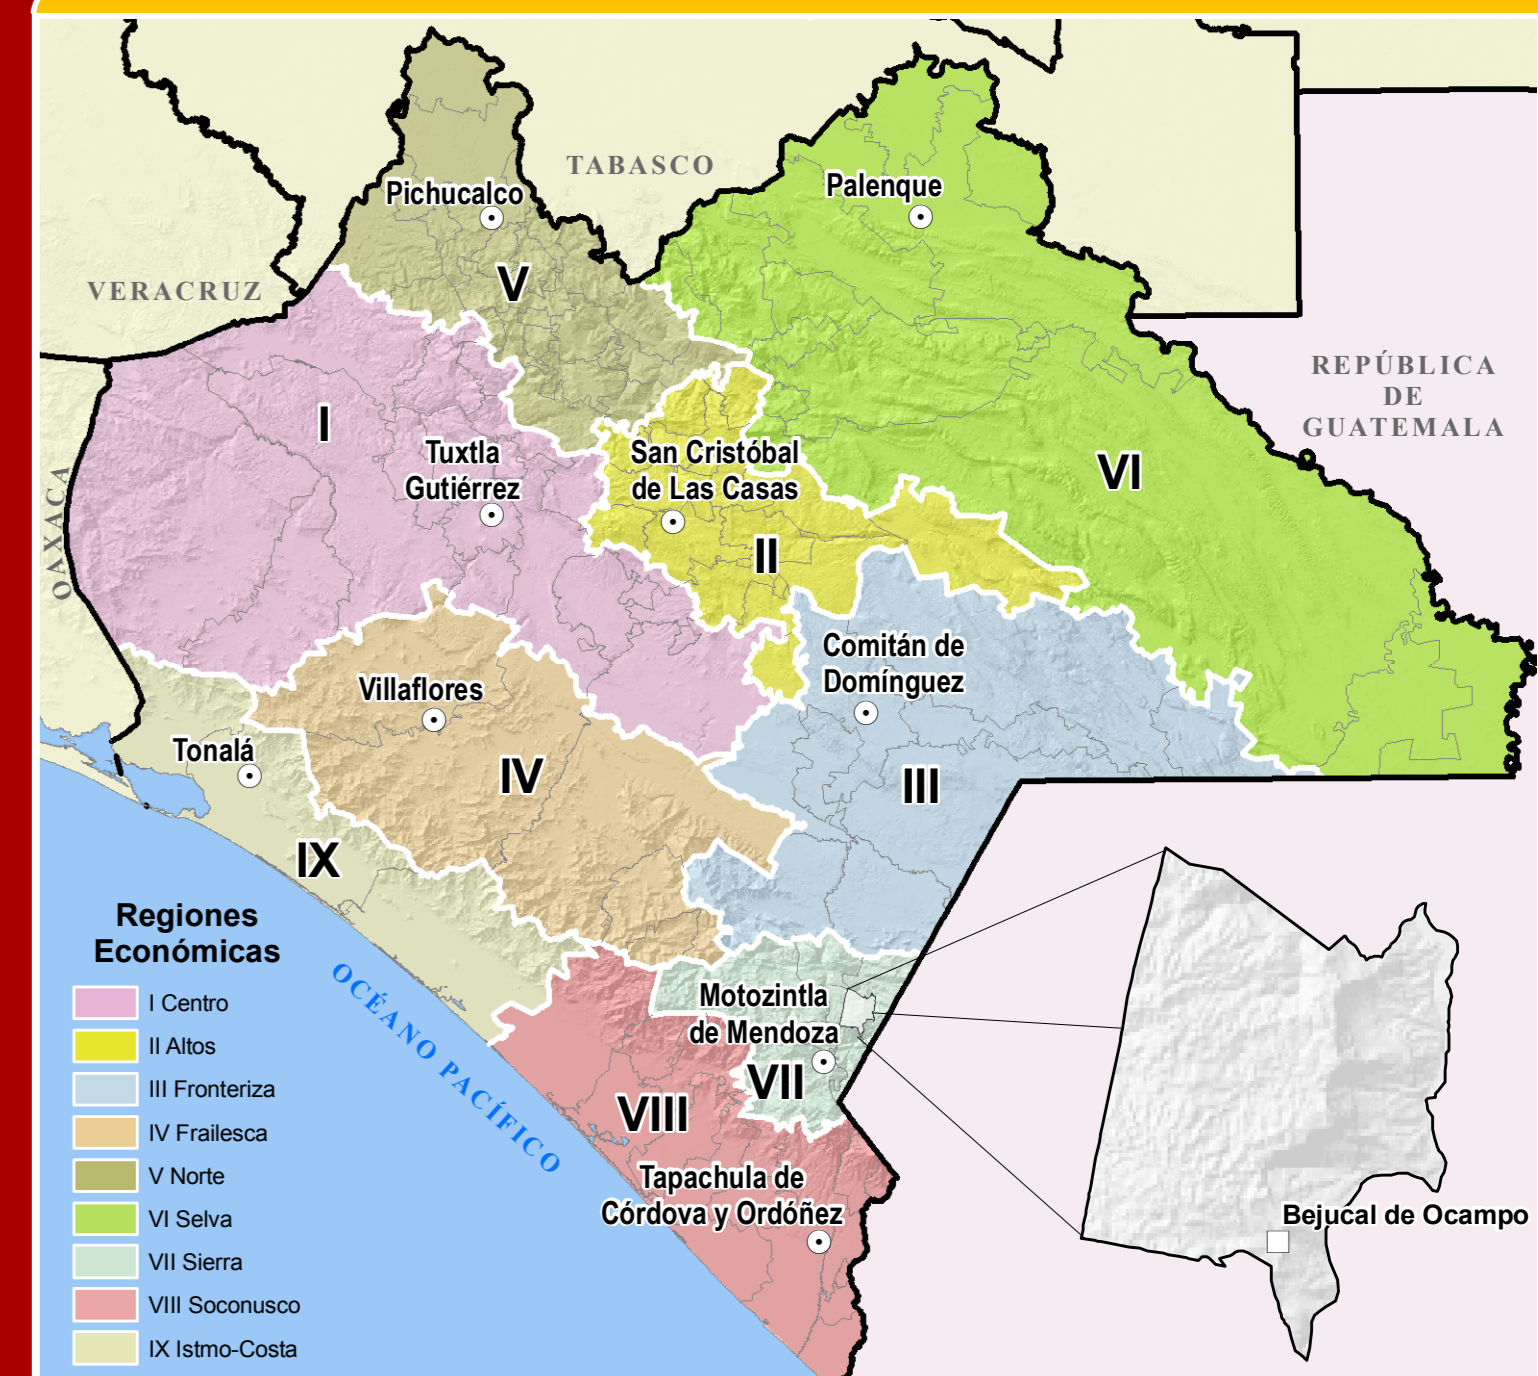 TABASCO
Pichucalco
Palenque
V
VERACRUZ
REPÚBLICA
DE
GUATEMALA
I
Tuxtla
Gutiérrez
San Cristóbal
de Las Casas
VI
OAXACA
II
Comitán de
Domínguez
Villaflores
Tonalá
IV
III
IX
Regiones
Económicas
I Centro
II Altos
III Fronteriza
IV Frailesca
V Norte
VI Selva
VII Sierra
VIII Soconusco
IX Istmo-Costa
OCÉANO PACÍFICO
Motozintla
de Mendoza
VII
VIII
Tapachula de
Córdova y Ordóñez
Bejucal de Ocampo